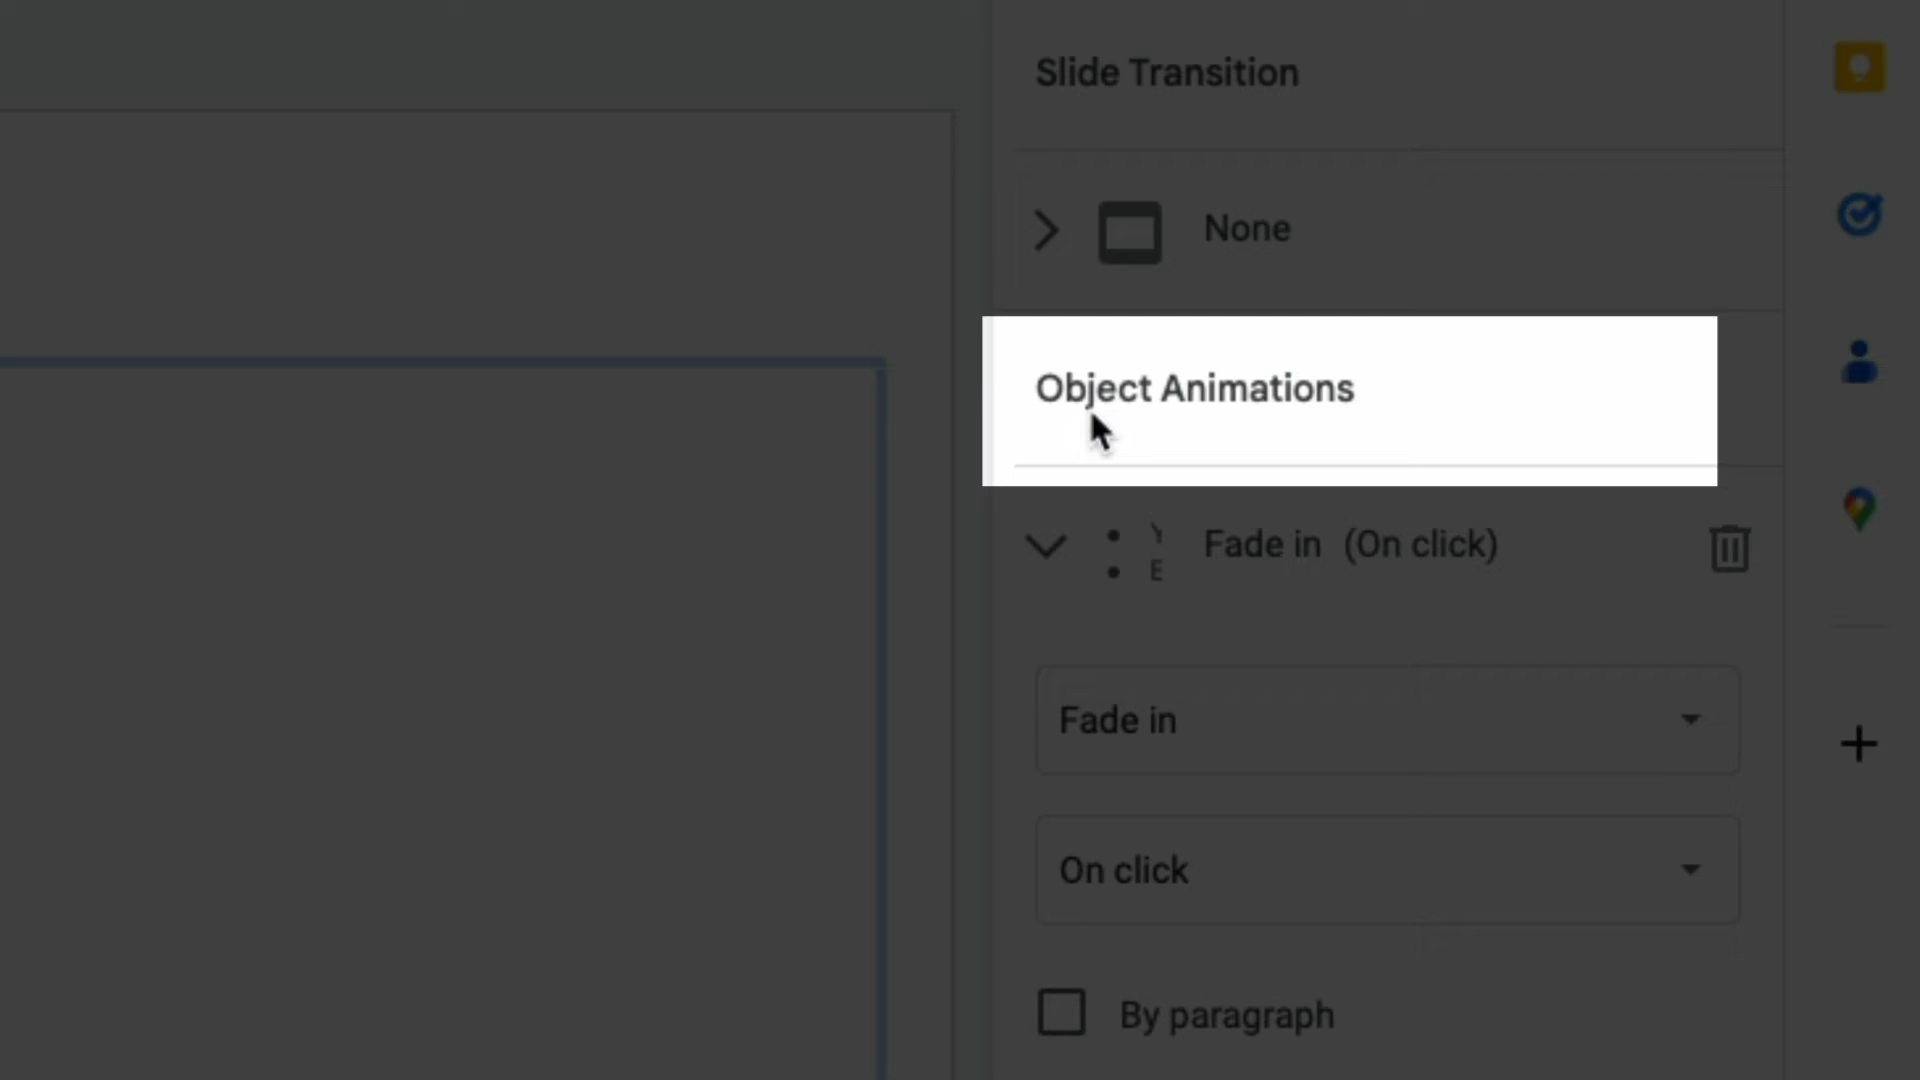 Slide Transition
None
Object Animations
Y
E
Fade in (On click)
Fade in
On click
By paragraph